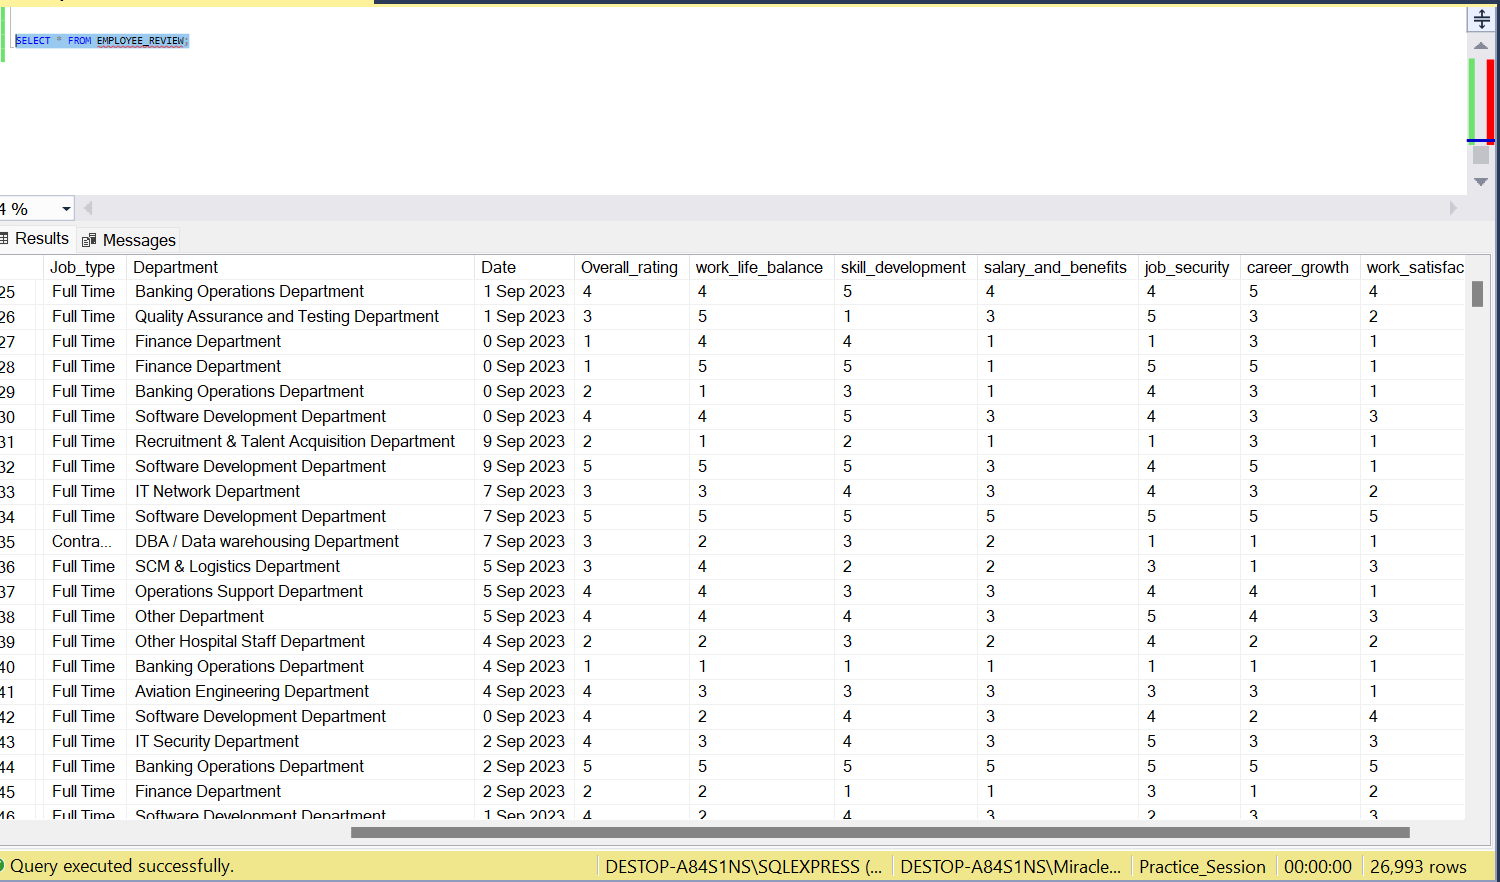 SELECT * FROM EMPLOYEE_REVIEW;
4 %
Results Messages
Job_type Department Date Overall_rating work_life_balance skill_development salary_and_benefits job_security career_growth work_satisfac
25 Full Time Banking Operations Department 1 Sep 2023 4 4 5 4 4 5 4
26 Full Time Quality Assurance and Testing Department 1 Sep 2023 3 5 1 3 5 3 2
27 Full Time Finance Department 0 Sep 2023 1 4 4 1 1 3 1
28 Full Time Finance Department 0 Sep 2023 1 5 5 1 5 5 1
29 Full Time Banking Operations Department 0 Sep 2023 2 1 3 1 4 3 1
30 Full Time Software Development Department 0 Sep 2023 4 4 5 3 4 3 3
31 Full Time Recruitment & Talent Acquisition Department 9 Sep 2023 2 1 2 1 1 3 1
32 Full Time Software Development Department 9 Sep 2023 5 5 5 3 4 5 1
33 Full Time IT Network Department 7 Sep 2023 3 3 4 3 4 3 2
34 Full Time Software Development Department 7 Sep 2023 5 5 5 5 5 5 5
35 Contra... DBA / Data warehousing Department 7 Sep 2023 3 2 3 2 1 1 1
36 Full Time SCM & Logistics Department 5 Sep 2023 3 4 2 2 3 1 3
37 Full Time Operations Support Department 5 Sep 2023 4 4 3 3 4 4 1
38 Full Time Other Department 5 Sep 2023 4 4 4 3 5 4 3
39 Full Time Other Hospital Staff Department 4 Sep 2023 2 2 3 2 4 2 2
40 Full Time Banking Operations Department 4 Sep 2023 1 1 1 1 1 1 1
41 Full Time Aviation Engineering Department 4 Sep 2023 4 3 3 3 3 3 1
42 Full Time Software Development Department 0 Sep 2023 4 2 4 3 4 2 4
43 Full Time IT Security Department 2 Sep 2023 4 3 4 3 5 3 3
44 Full Time Banking Operations Department 2 Sep 2023 5 5 5 5 5 5 5
45 Full Time Finance Department 2 Sep 2023 2 2 1 1 3 1 2
46 Full Time Software Development Department 1 Sep 2023 4 2 4 3 2 3 3
Query executed successfully. DESTOP-A84S1NS\SQLEXPRESS (... DESTOP-A84S1NS\Miracle... Practice_Session 00:00:00 26,993 rows